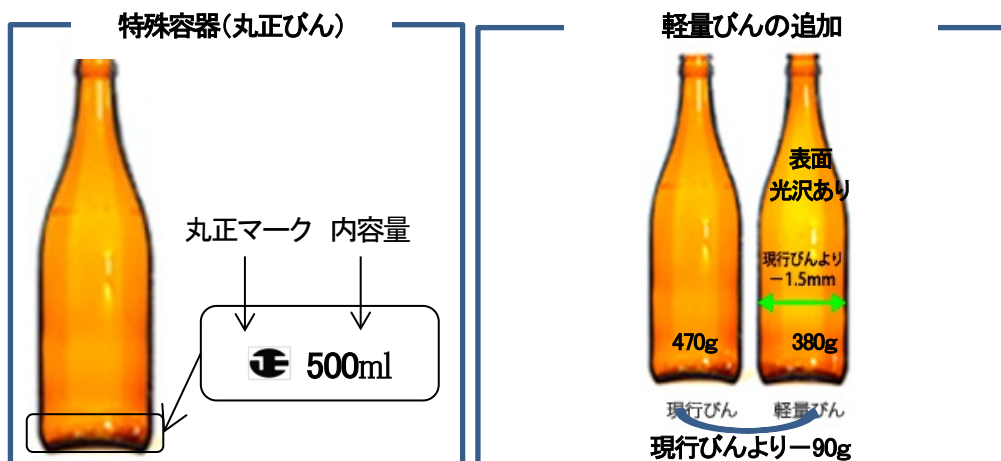 特殊容器(丸正びん)
丸正マーク 内容量
500ml
軽量びんの追加
表面
光沢あり
現行びんより
－1.5mm
470g
380g
現行びん
軽量びん
現行びんより－90g